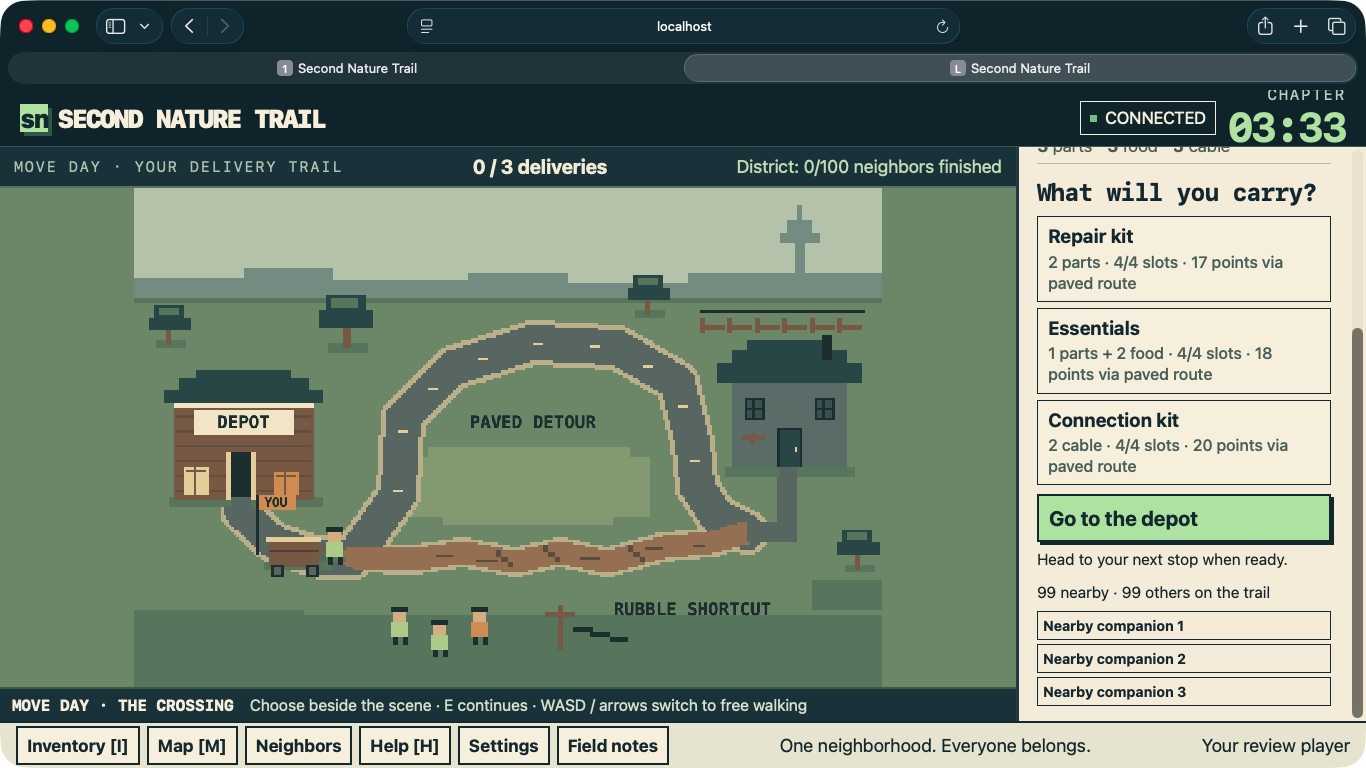 localhost
1 Second Nature Trail
L Second Nature Trail
sn SECOND NATURE TRAIL
CONNECTED
CHAPTER
03:33
MOVE DAY · YOUR DELIVERY TRAIL
0 / 3 deliveries
District: 0/100 neighbors finished
DEPOT
YOU
PAVED DETOUR
RUBBLE SHORTCUT
3 parts · 3 food · 3 cable
What will you carry?
Repair kit
2 parts · 4/4 slots · 17 points via
paved route
Essentials
1 parts + 2 food · 4/4 slots · 18
points via paved route
Connection kit
2 cable · 4/4 slots · 20 points via
paved route
Go to the depot
Head to your next stop when ready.
99 nearby · 99 others on the trail
Nearby companion 1
Nearby companion 2
Nearby companion 3
MOVE DAY · THE CROSSING
Choose beside the scene · E continues · WASD / arrows switch to free walking
Inventory [I]
Map [M]
Neighbors
Help [H]
Settings
Field notes
One neighborhood. Everyone belongs.
Your review player